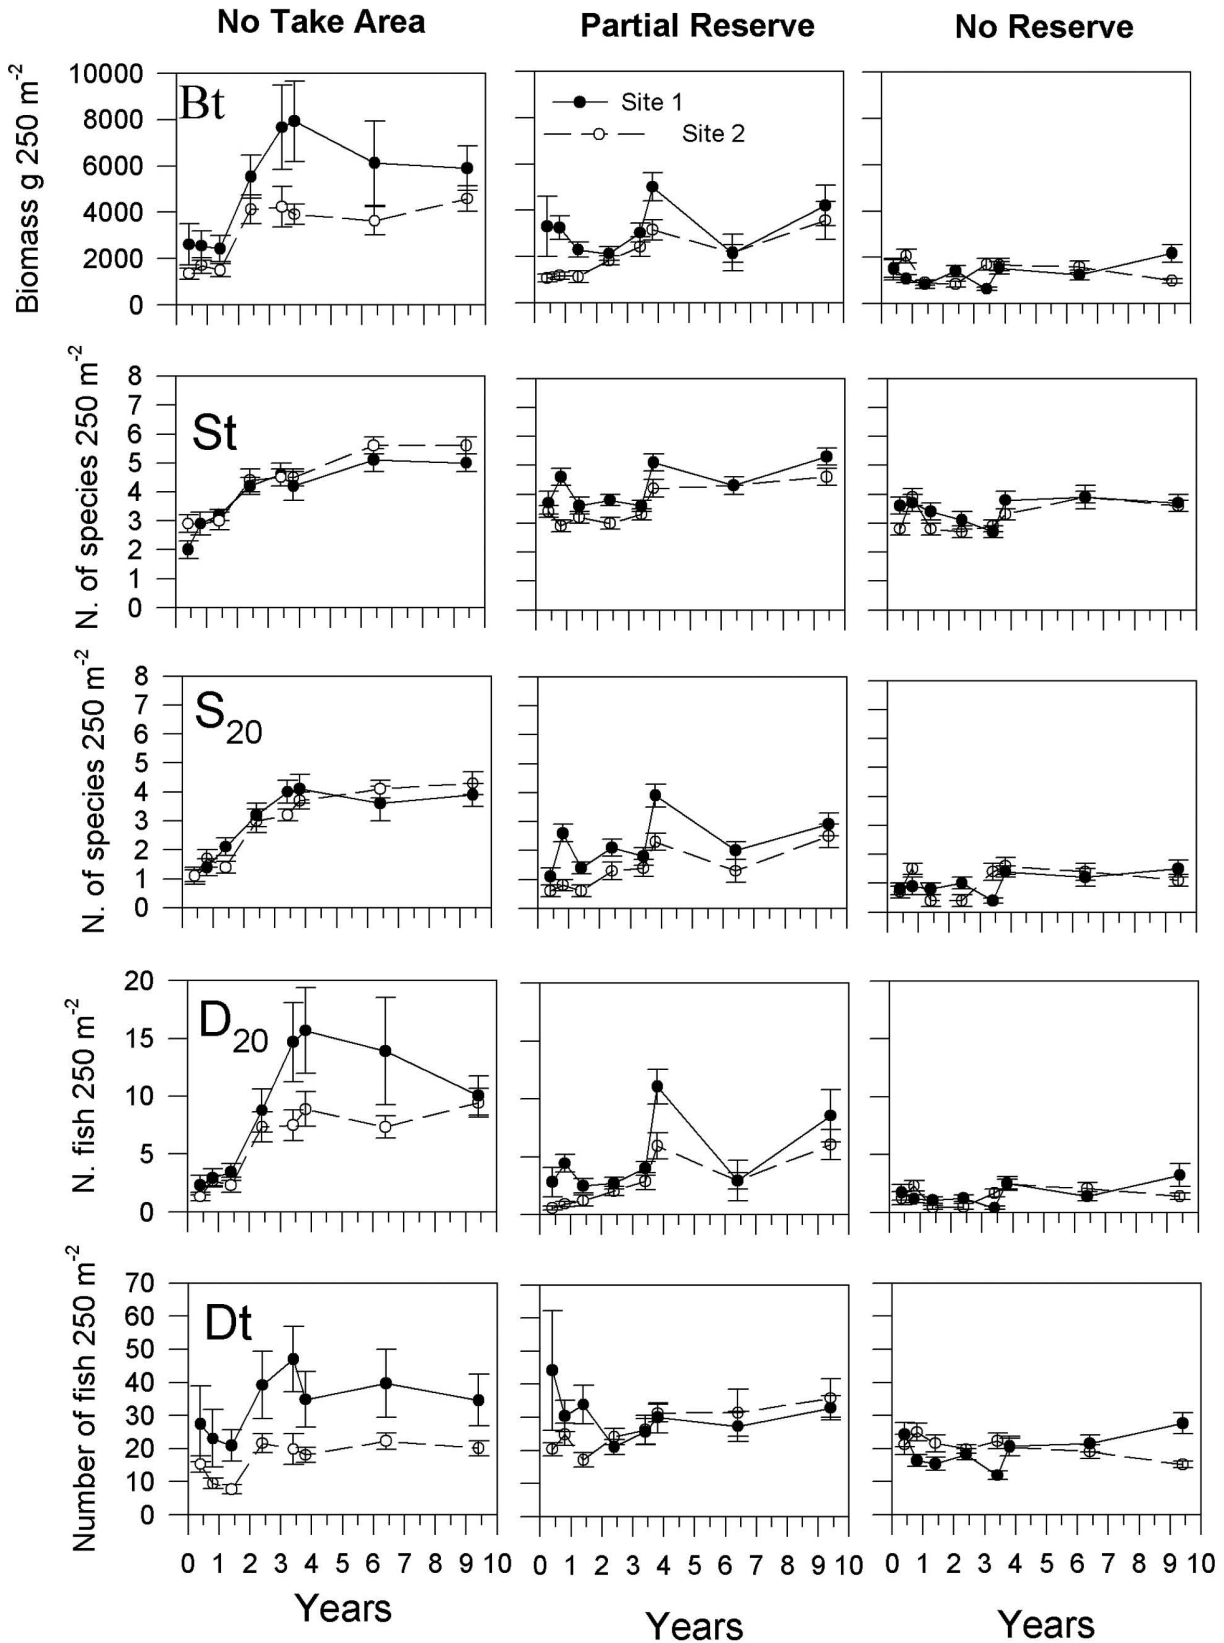 No Take Area Partial Reserve No Reserve
Biomass g 250 m-2
10000
8000
6000
4000
2000
0
Bt
Site 1
Site 2
N. of species 250 m-2
8
7
6
5
4
3
2
1
0
St
N. of species 250 m-2
8
7
6
5
4
3
2
1
0
S20
N. fish 250 m-2
20
15
10
5
0
D20
Number of fish 250 m-2
70
60
50
40
30
20
10
0
Dt
0 1 2 3 4 5 6 7 8 9 10 0 1 2 3 4 5 6 7 8 9 10 0 1 2 3 4 5 6 7 8 9 10
Years Years Years